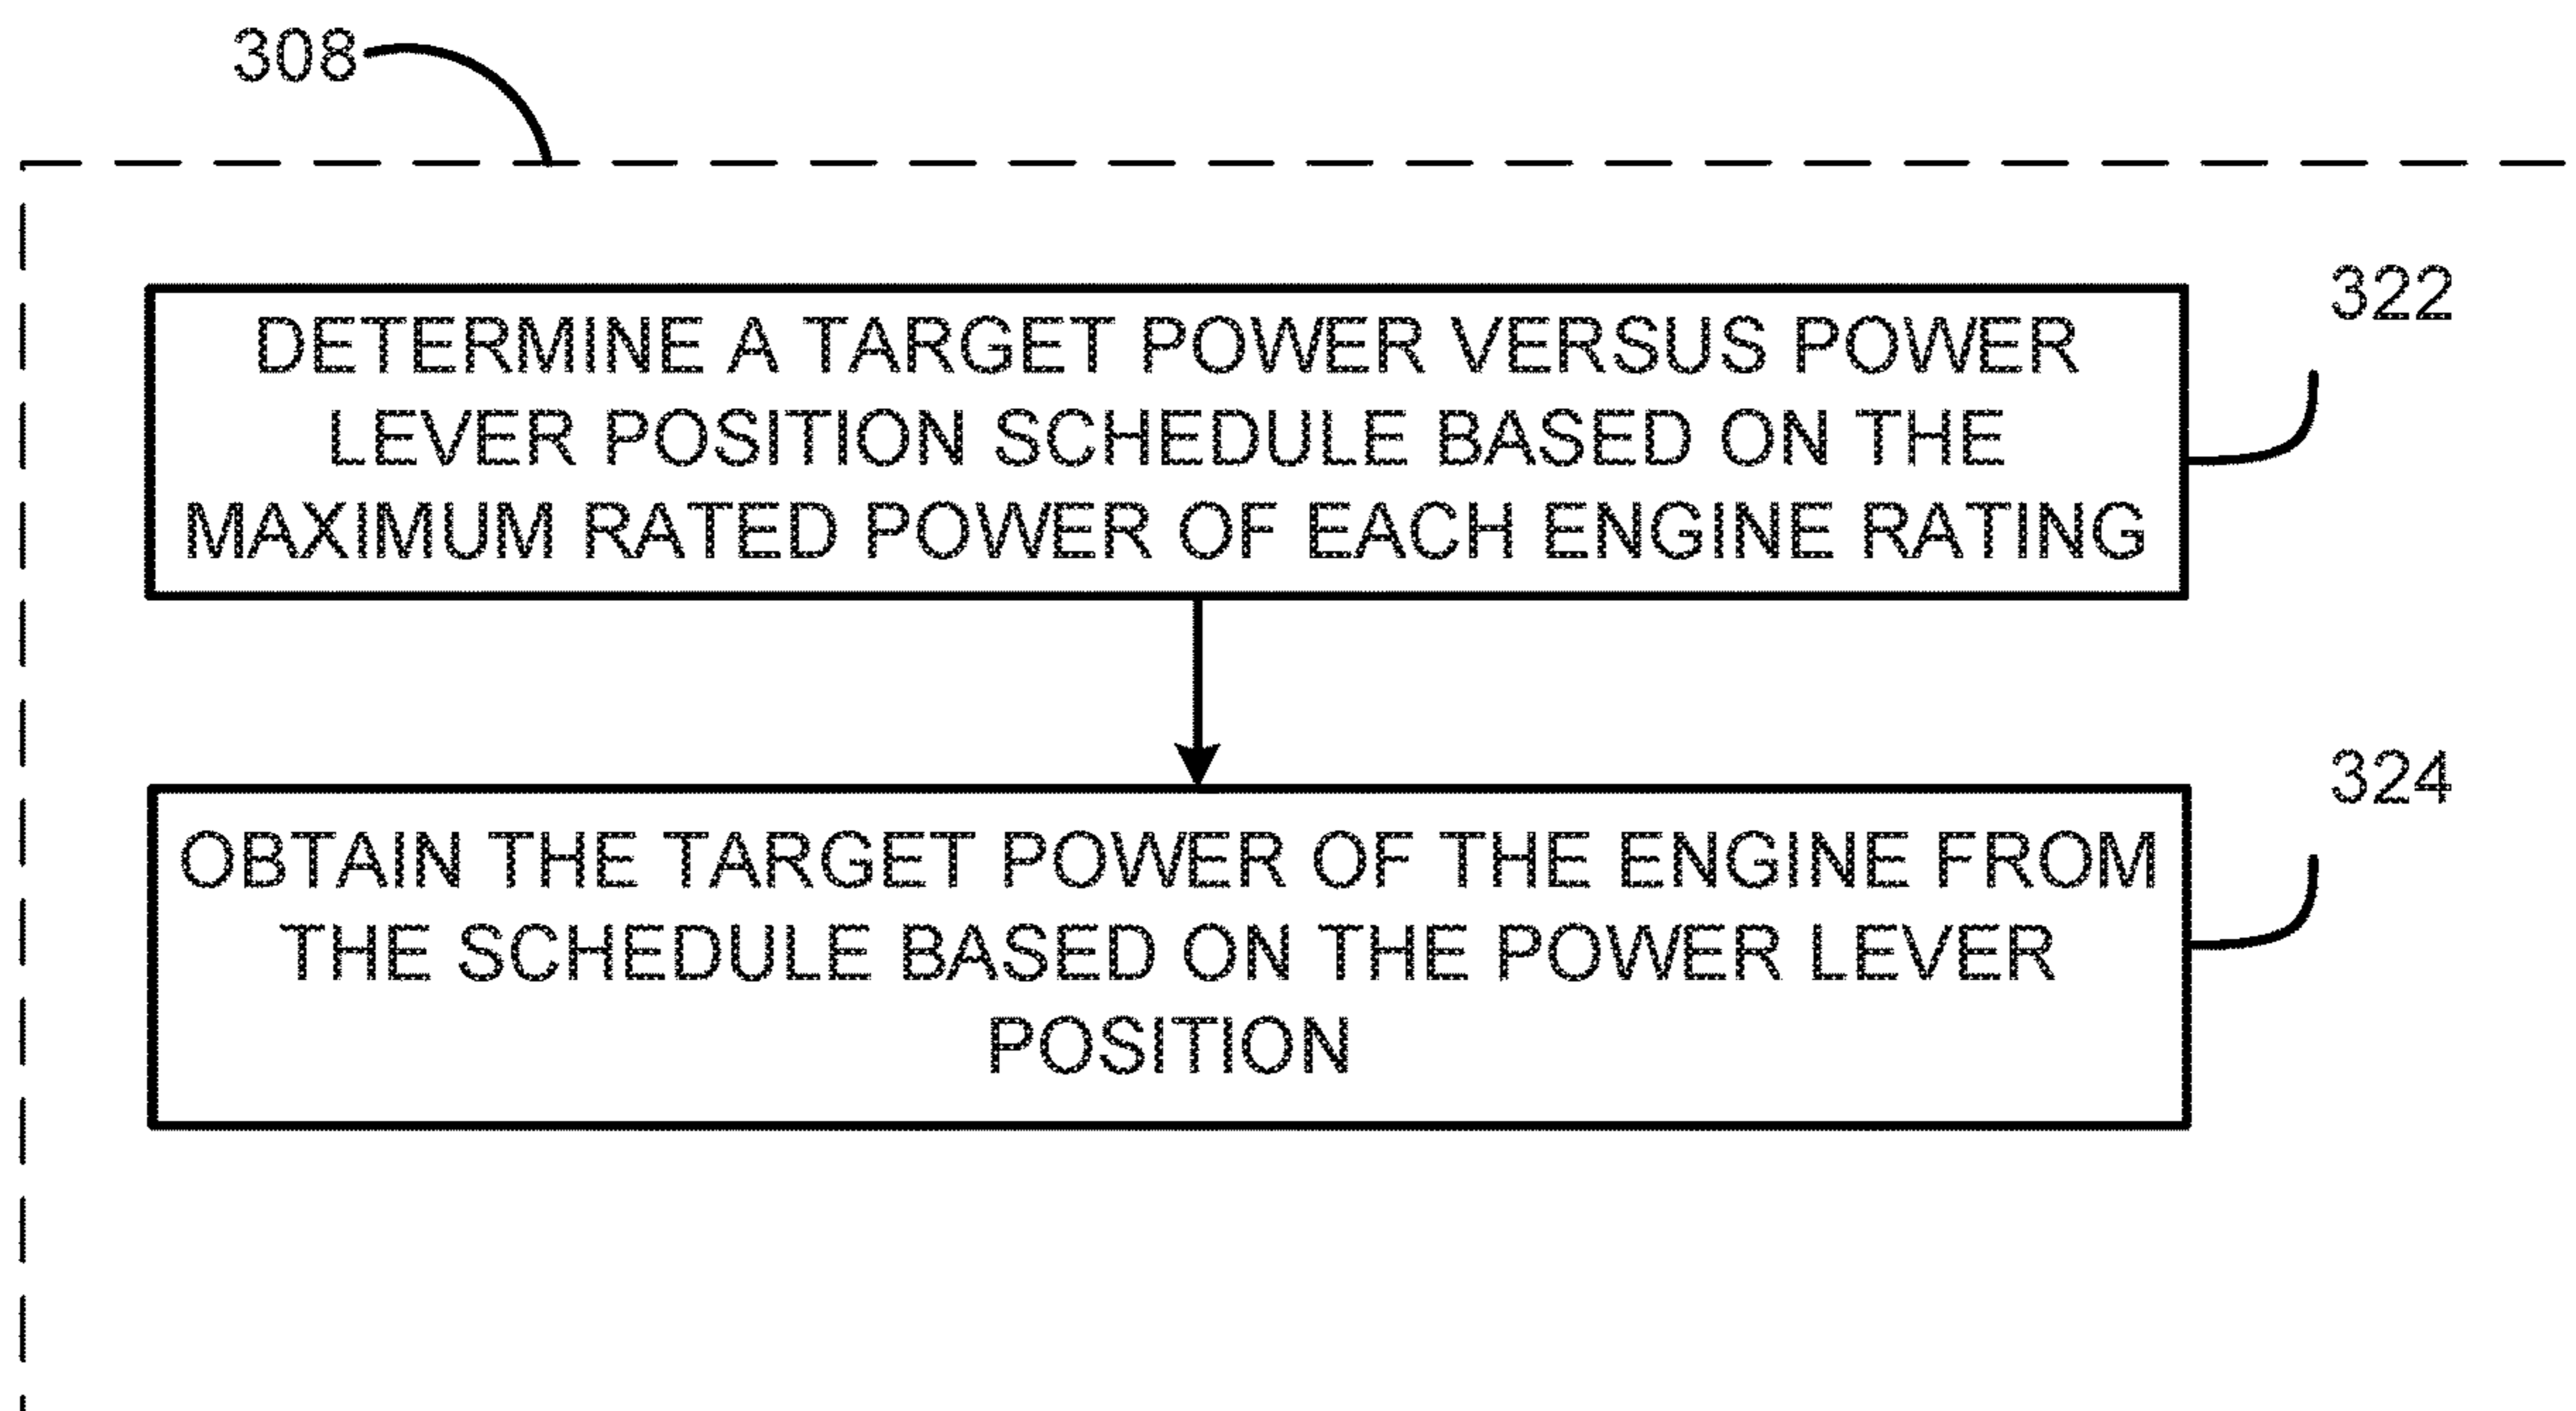 308
322
DETERMINE A TARGET POWER VERSUS POWER
LEVER POSITION SCHEDULE BASED ON THE
MAXIMUM RATED POWER OF EACH ENGINE RATING
324
OBTAIN THE TARGET POWER OF THE ENGINE FROM
THE SCHEDULE BASED ON THE POWER LEVER
POSITION